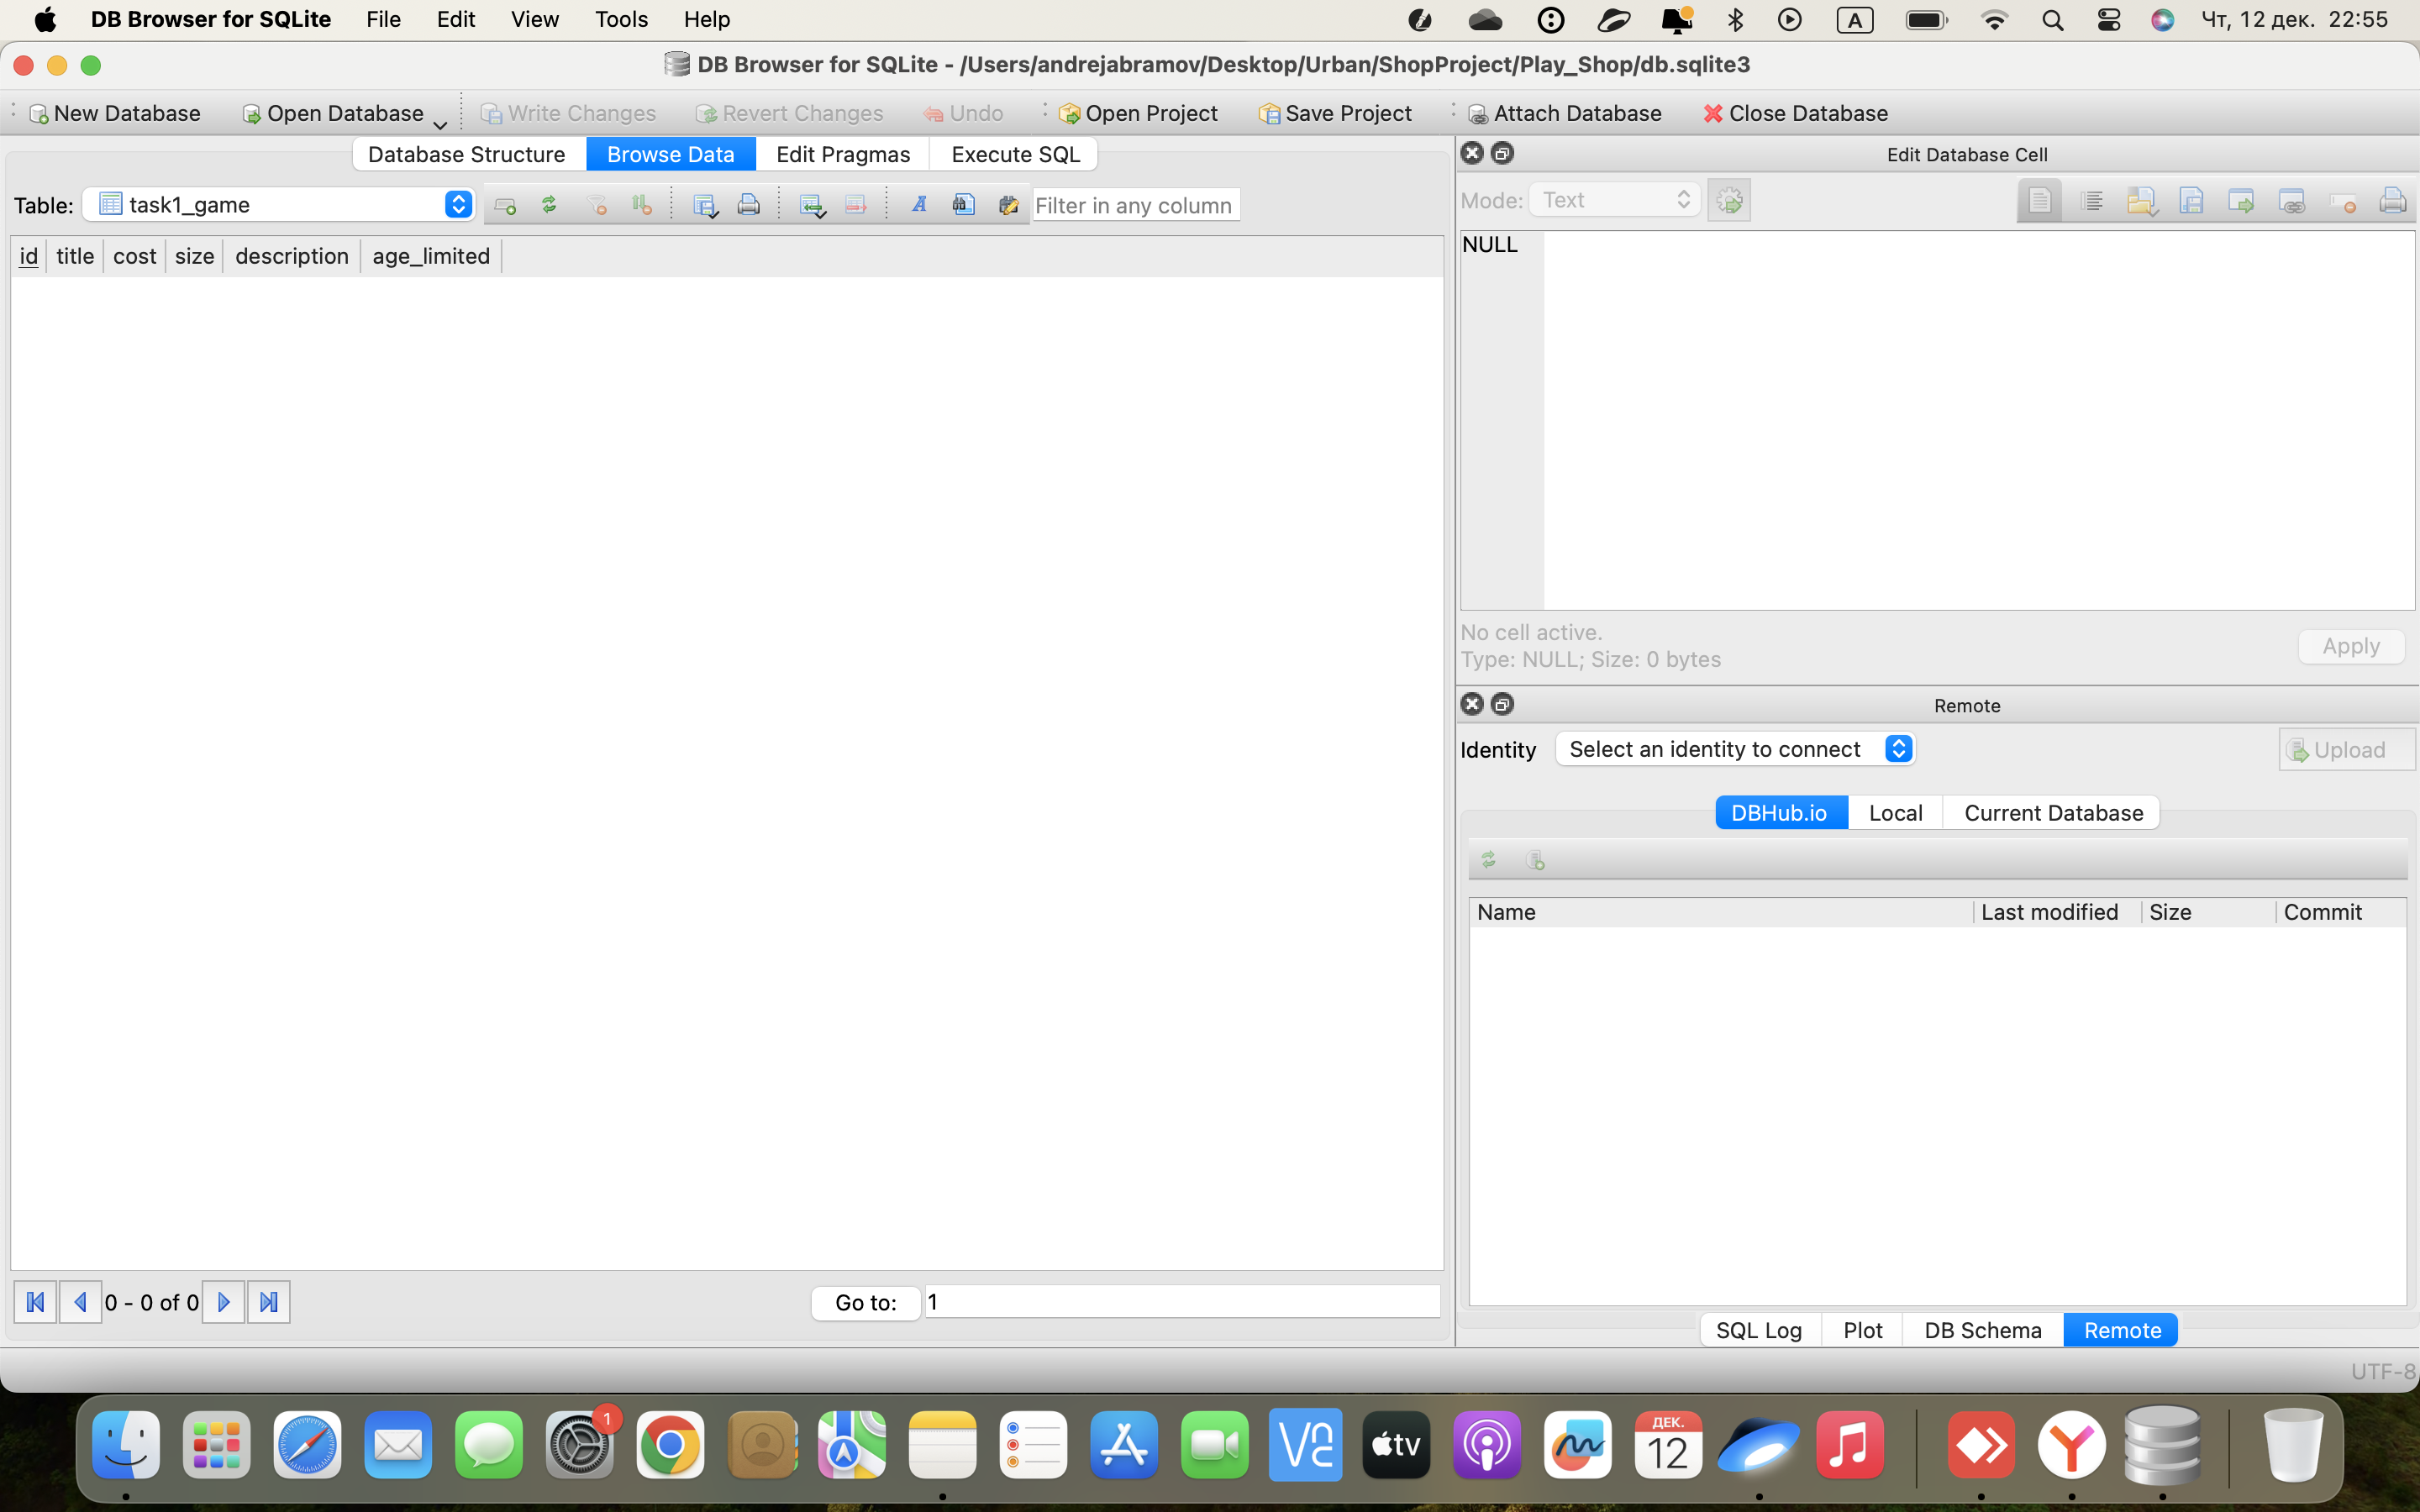 DB Browser for SQLite File Edit View Tools Help A Чт, 12 дек. 22:55
DB Browser for SQLite - /Users/andrejabramov/Desktop/Urban/ShopProject/Play_Shop/db.sqlite3
New Database Open Database Write Changes Revert Changes Undo Open Project Save Project Attach Database Close Database
Database Structure Browse Data Edit Pragmas Execute SQL
Table: task1_game Filter in any column
id title cost size description age_limited
0 - 0 of 0 Go to: 1
Edit Database Cell
Mode: Text
NULL
No cell active.
Type: NULL; Size: 0 bytes
Apply
Remote
Identity Select an identity to connect Upload
DBHub.io Local Current Database
Name Last modified Size Commit
SQL Log Plot DB Schema Remote
UTF-8
1
tv
ДЕК.
12